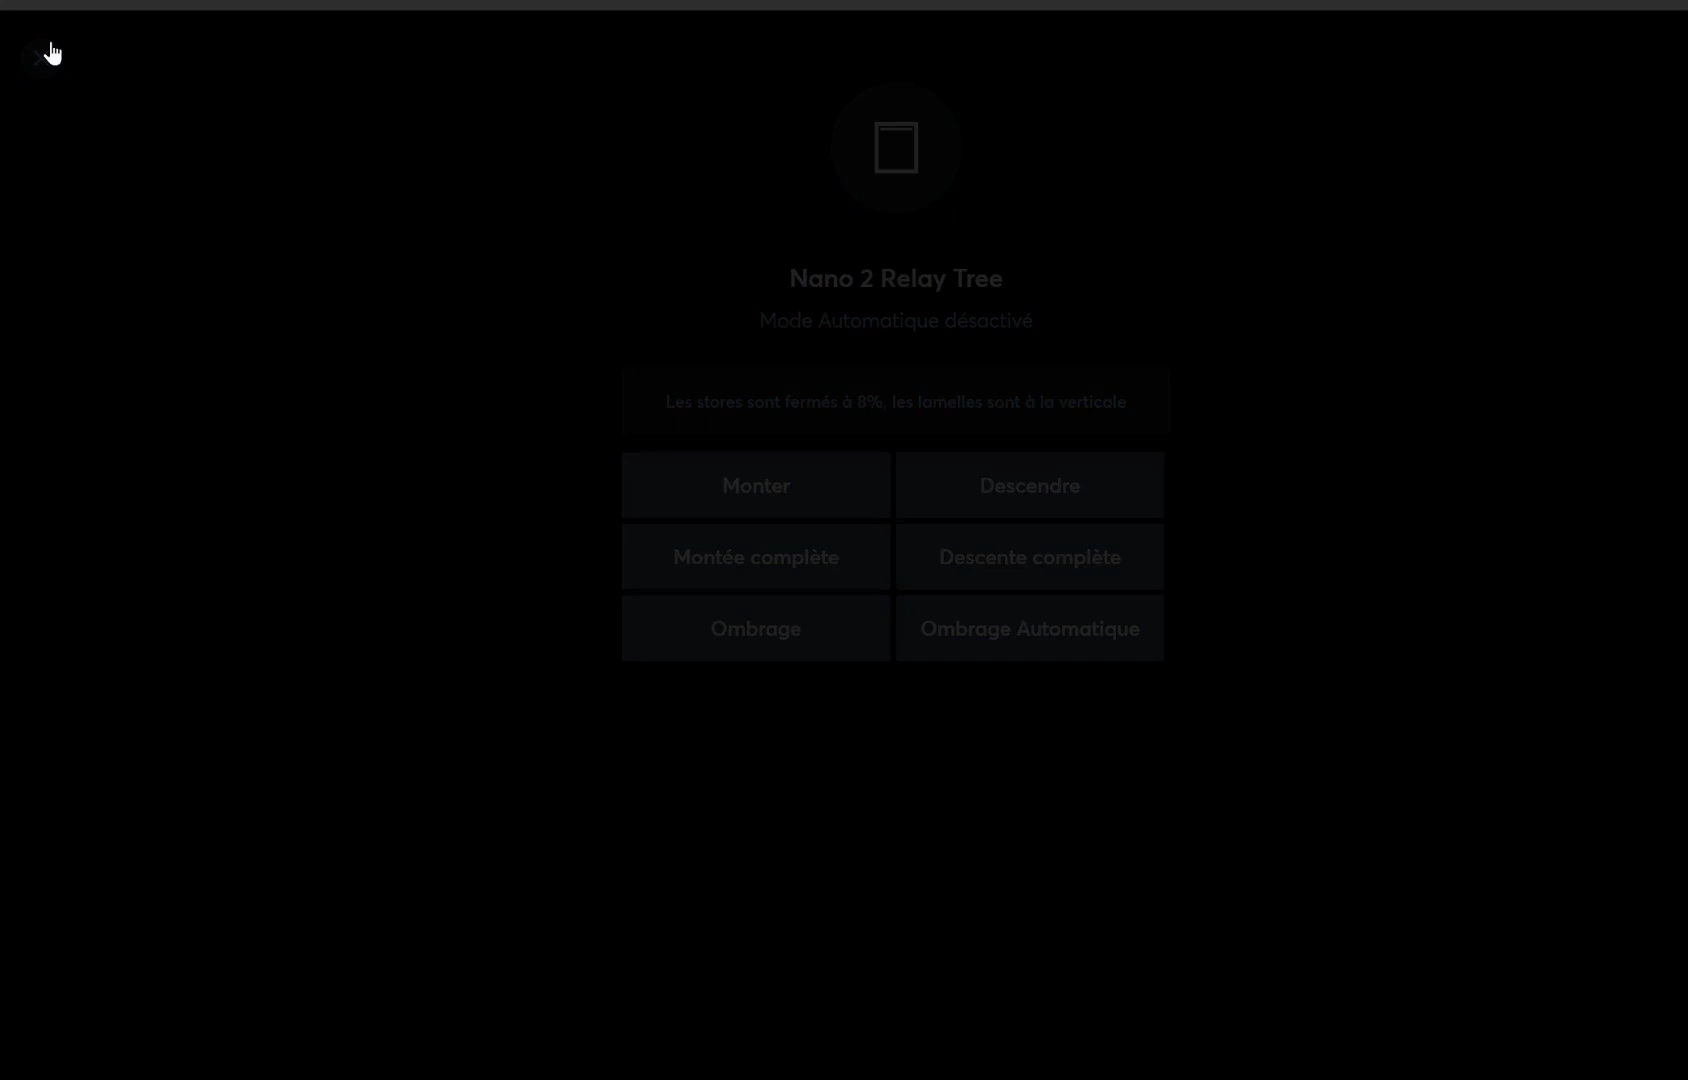 Nano 2 Relay Tree
Mode Automatique désactivé
Les stores sont fermés à 8%, les lamelles sont à la verticale
Monter
Descendre
Montée complète
Descente complète
Ombrage
Ombrage Automatique